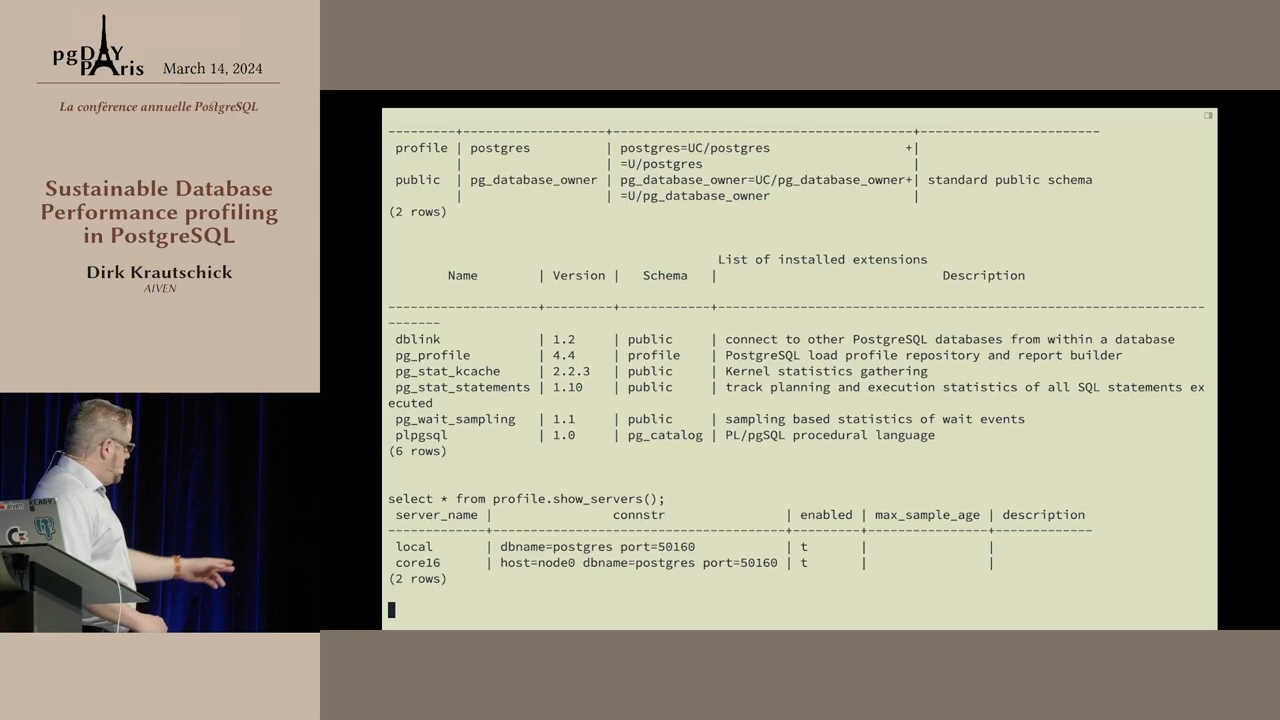 pgDAY
PAris
March 14, 2024
La conférence annuelle PostgreSQL
Sustainable Database
Performance profiling
in PostgreSQL
Dirk Krautschick
AIVEN
---------+-------------------+----------------------------------------+------------------------
profile | postgres | postgres=UC/postgres +|
| | =U/postgres |
public | pg_database_owner | pg_database_owner=UC/pg_database_owner+| standard public schema
| | =U/pg_database_owner |
(2 rows)
List of installed extensions
Name | Version | Schema | Description
--------------------+---------+------------+-----------------------------------------------------------------
-------
dblink | 1.2 | public | connect to other PostgreSQL databases from within a database
pg_profile | 4.4 | profile | PostgreSQL load profile repository and report builder
pg_stat_kcache | 2.2.3 | public | Kernel statistics gathering
pg_stat_statements | 1.10 | public | track planning and execution statistics of all SQL statements ex
ecuted
pg_wait_sampling | 1.1 | public | sampling based statistics of wait events
plpgsql | 1.0 | pg_catalog | PL/pgSQL procedural language
(6 rows)
select * from profile.show_servers();
server_name | connstr | enabled | max_sample_age | description
-------------+---------------------------------------+---------+----------------+-------------
local | dbname=postgres port=50160 | t | |
core16 | host=node0 dbname=postgres port=50160 | t | |
(2 rows)
aiven
READY.